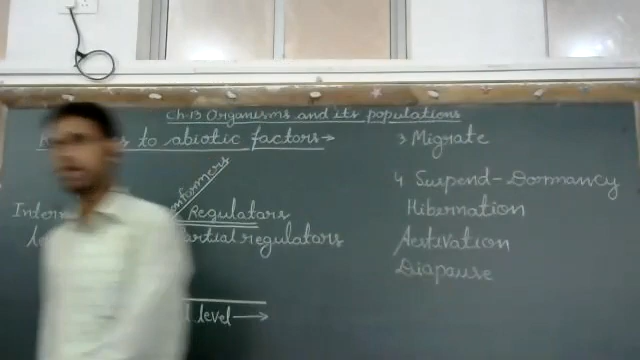 Ch-13 Organisms and its populations
to abiotic factors→
Conformers
Regulators
Partial regulators
level→
3 Migrate
4 Suspend-Dormancy
Hibernation
Aestivation
Diapause